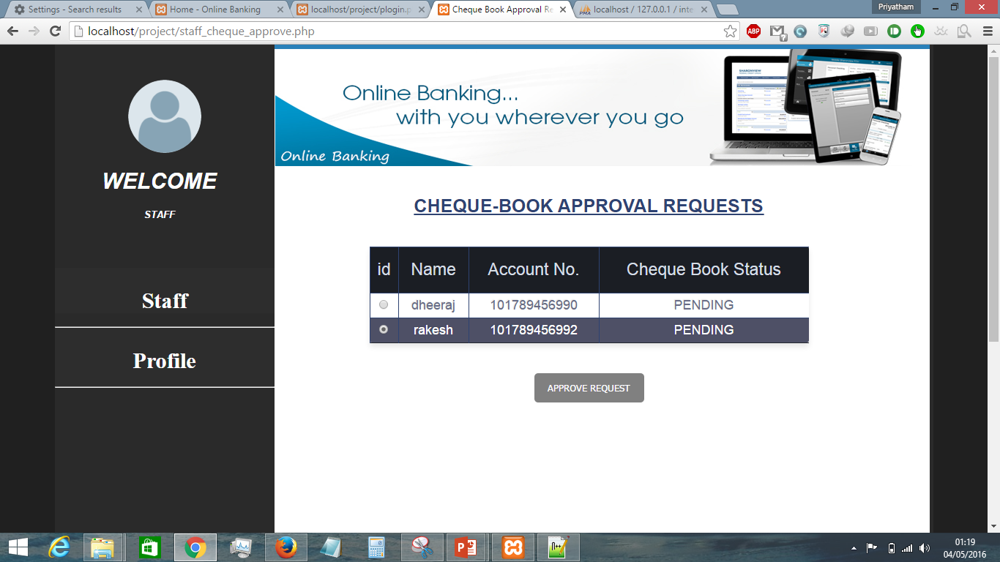 Settings - Search results
Home - Online Banking
localhost/project/plogin.p
Cheque Book Approval Re
PMA localhost / 127.0.0.1 / inte
Priyatham
localhost/project/staff_cheque_approve.php
ABP
Online Banking...
with you wherever you go
SHARONVIEW
Online Banking
WELCOME
STAFF
Staff
Profile
CHEQUE-BOOK APPROVAL REQUESTS
id Name Account No. Cheque Book Status
dheeraj 101789456990 PENDING
rakesh 101789456992 PENDING
APPROVE REQUEST
01:19
04/05/2016